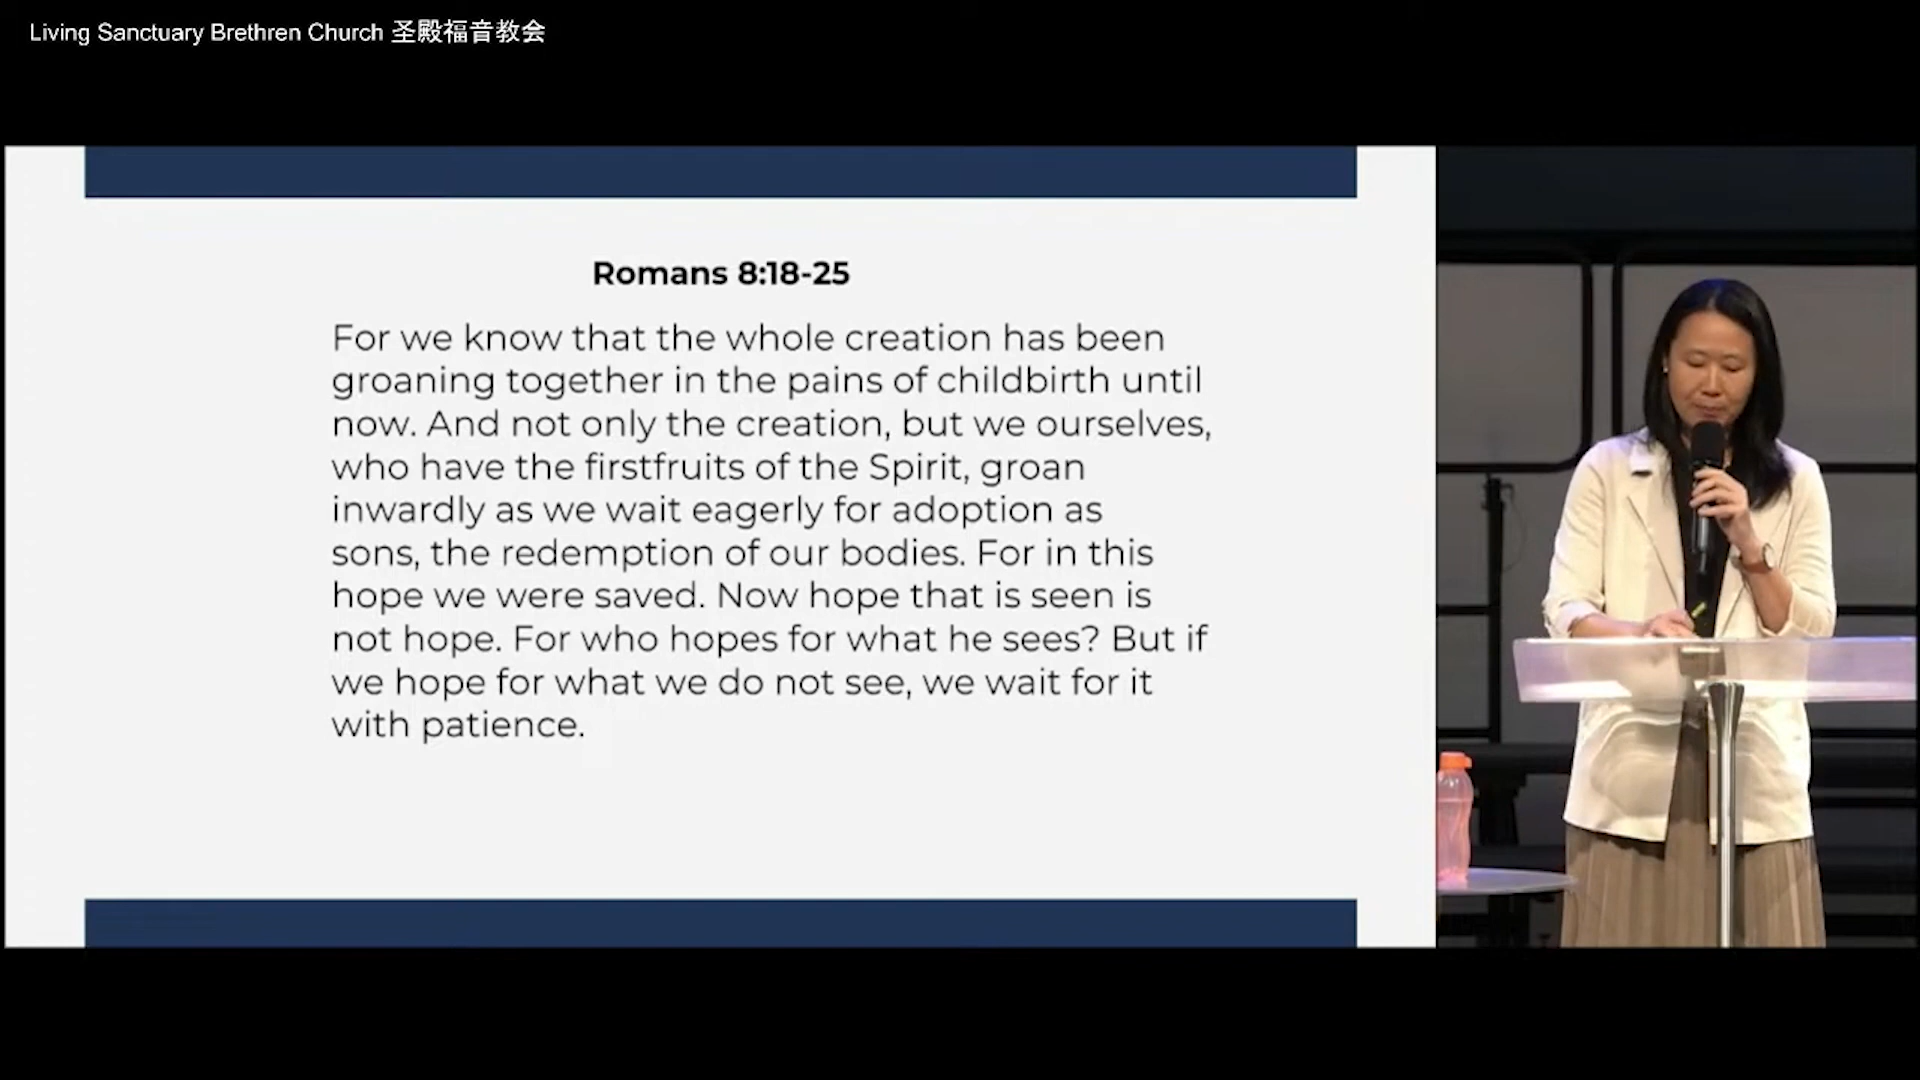 Living Sanctuary Brethren Church 圣殿福音教会
Romans 8:18-25
For we know that the whole creation has been
groaning together in the pains of childbirth until
now. And not only the creation, but we ourselves,
who have the firstfruits of the Spirit, groan
inwardly as we wait eagerly for adoption as
sons, the redemption of our bodies. For in this
hope we were saved. Now hope that is seen is
not hope. For who hopes for what he sees? But if
we hope for what we do not see, we wait for it
with patience.